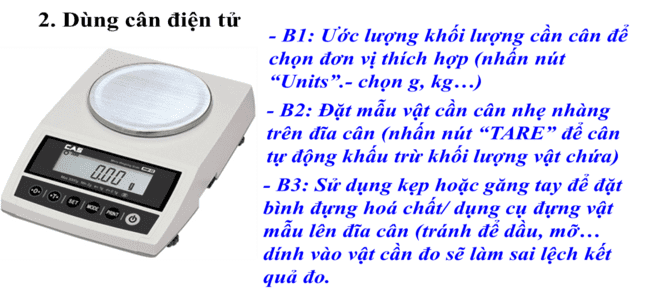 2. Dùng cân điện tử
- B1: Ước lượng khối lượng cần cân để
chọn đơn vị thích hợp (nhấn nút
“Units”.- chọn g, kg…)
- B2: Đặt mẫu vật cần cân nhẹ nhàng
trên đĩa cân (nhấn nút “TARE” để cân
tự động khấu trừ khối lượng vật chứa)
- B3: Sử dụng kẹp hoặc găng tay để đặt
bình đựng hoá chất/ dụng cụ đựng vật
mẫu lên đĩa cân (tránh để dầu, mỡ…
dính vào vật cần đo sẽ làm sai lệch kết
quả đo.
CAS
0.00 g
SET MODE PRINT